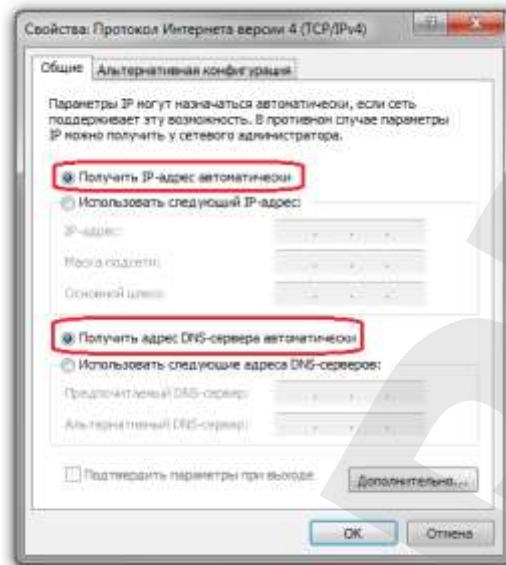 Свойства: Протокол Интернета версии 4 (TCP/IPv4)
Общие
Альтернативная конфигурация
Параметры IP могут назначаться автоматически, если сеть
поддерживает эту возможность. В противном случае параметры
IP можно получить у сетевого администратора.
Получить IP-адрес автоматически
Использовать следующий IP-адрес:
IP-адрес:
Маска подсети:
Основной шлюз:
Получить адрес DNS-сервера автоматически
Использовать следующие адреса DNS-серверов:
Предпочитаемый DNS-сервер:
Альтернативный DNS-сервер:
Подтвердить параметры при выходе
Дополнительно...
ОК
Отмена